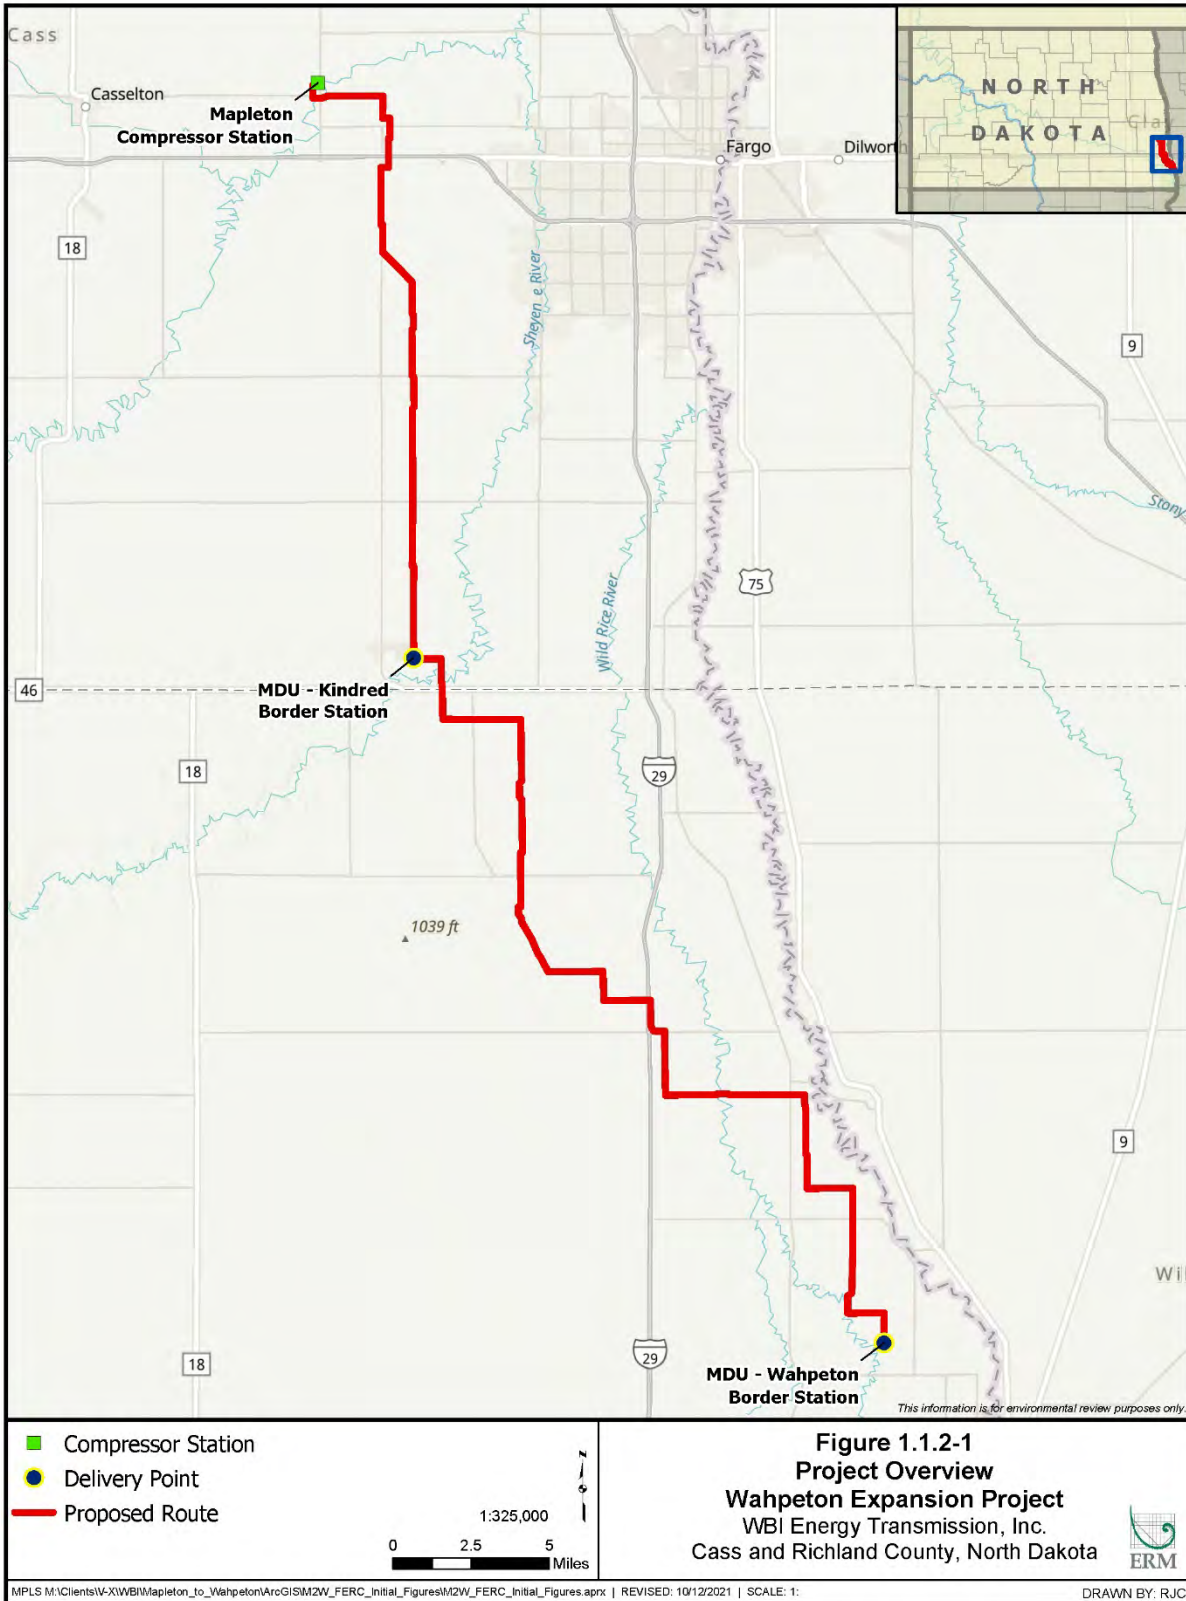 Cass
Casselton
Mapleton
Compressor Station
Fargo
Dilworth
NORTH
DAKOTA
Clay
18
Sheyen e River
9
Stony
75
Wild Rice River
46
MDU - Kindred
Border Station
18
29
1039 ft
9
Wil
18
29
MDU - Wahpeton
Border Station
This information is for environmental review purposes only.
Compressor Station
Delivery Point
Proposed Route
N
1:325,000
0 2.5 5
Miles
Figure 1.1.2-1
Project Overview
Wahpeton Expansion Project
WBI Energy Transmission, Inc.
Cass and Richland County, North Dakota
ERM
MPLS M:\Clients\V-X\WBI\Mapleton_to_Wahpeton\ArcGIS\M2W_FERC_Initial_Figures\M2W_FERC_Initial_Figures.aprx | REVISED: 10/12/2021 | SCALE: 1:
DRAWN BY: RJC